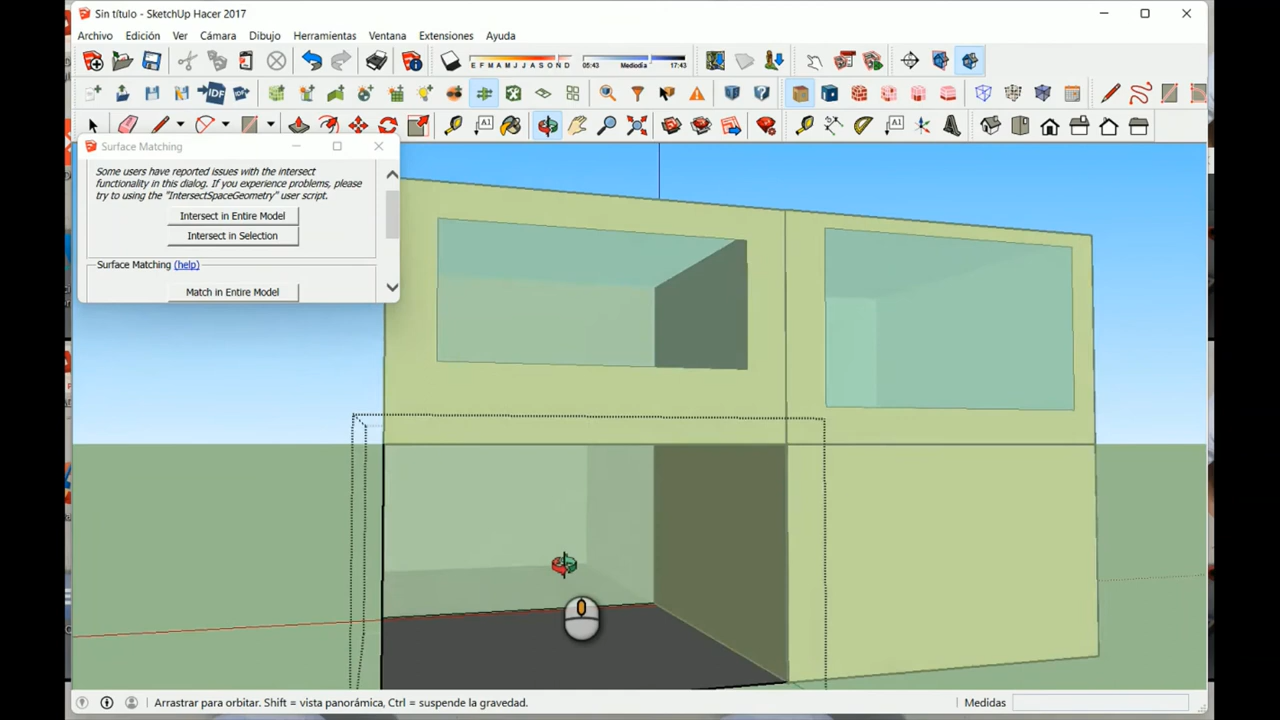 Sin título - SketchUp Hacer 2017
Archivo Edición Ver Cámara Dibujo Herramientas Ventana Extensiones Ayuda
E F M A M J J A S O N D 05:43 Mediodía 17:43
IDF
A1 A1
Surface Matching
Some users have reported issues with the intersect
functionality in this dialog. If you experience problems, please
try to using the "IntersectSpaceGeometry" user script.
Intersect in Entire Model
Intersect in Selection
Surface Matching (help)
Match in Entire Model
Arrastrar para orbitar. Shift = vista panorámica, Ctrl = suspende la gravedad.
Medidas